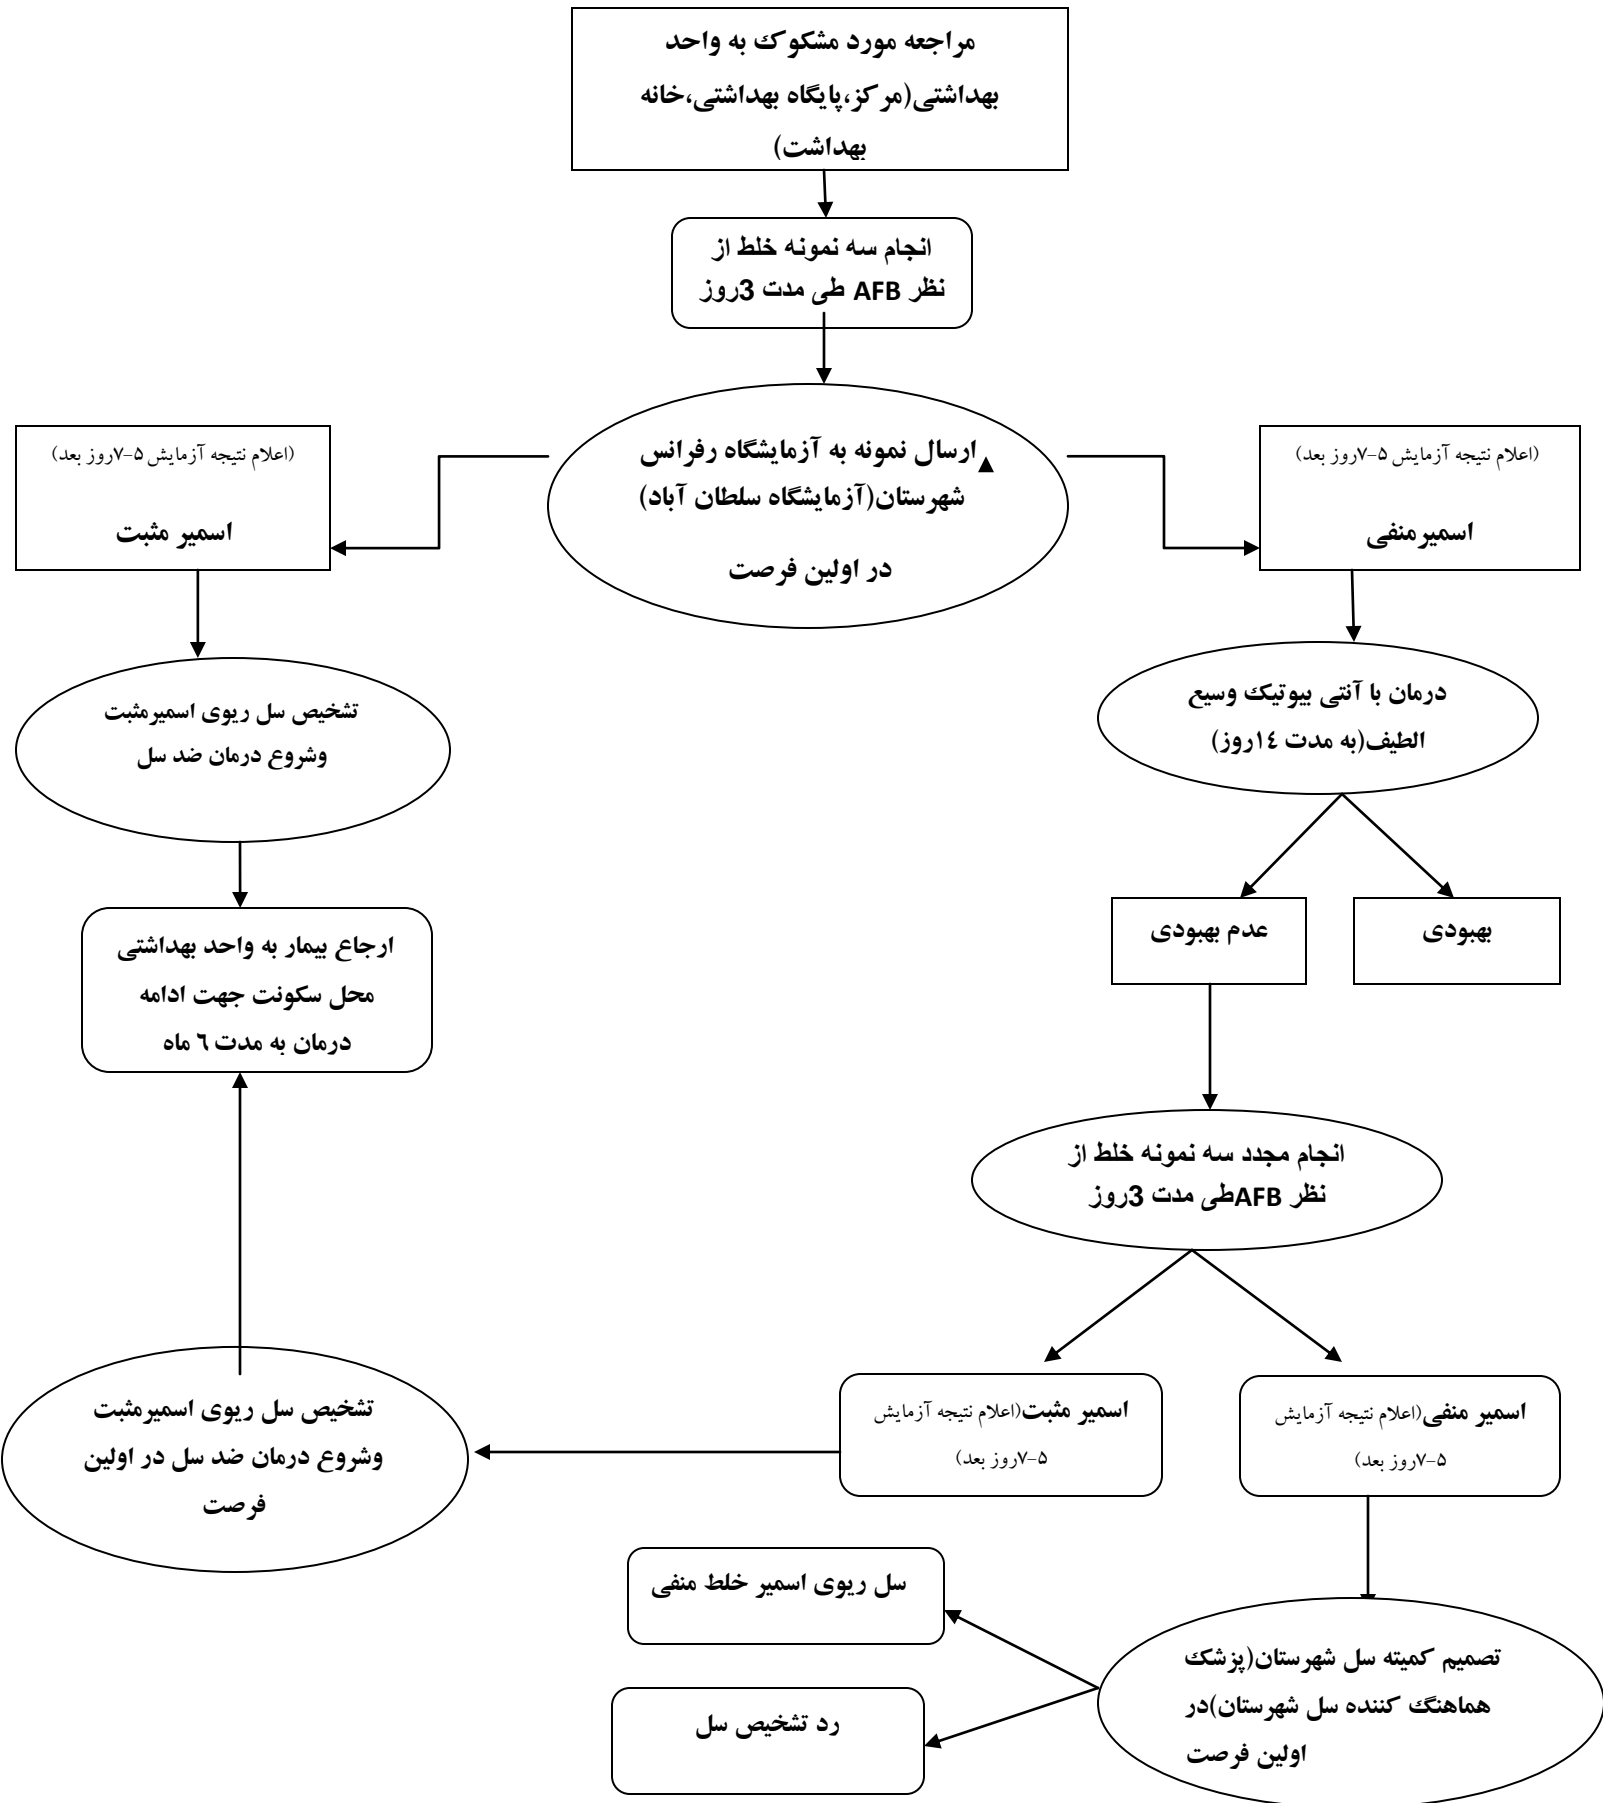 مراجعه مورد مشکوک به واحد
بهداشتی(مرکز،پایگاه بهداشتی،خانه
بهداشت)
انجام سه نمونه خلط از
نظر AFB طی مدت 3روز
ارسال نمونه به آزمایشگاه رفرانس
شهرستان(آزمایشگاه سلطان آباد)
در اولین فرصت
(اعلام نتیجه آزمایش ۵-۷روز بعد)
اسمیرمنفی
(اعلام نتیجه آزمایش ۵-۷روز بعد)
اسمیر مثبت
درمان با آنتی بیوتیک وسیع
الطیف(به مدت ۱٤روز)
تشخیص سل ریوی اسمیرمثبت
وشروع درمان ضد سل
بهبودی
عدم بهبودی
ارجاع بیمار به واحد بهداشتی
محل سکونت جهت ادامه
درمان به مدت ٦ ماه
انجام مجدد سه نمونه خلط از
نظر AFBطی مدت 3روز
اسمیر منفی(اعلام نتیجه آزمایش
۵-۷روز بعد)
اسمیر مثبت(اعلام نتیجه آزمایش
۵-۷روز بعد)
تشخیص سل ریوی اسمیرمثبت
وشروع درمان ضد سل در اولین
فرصت
سل ریوی اسمیر خلط منفی
تصمیم کمیته سل شهرستان(پزشک
هماهنگ کننده سل شهرستان)در
اولین فرصت
رد تشخیص سل